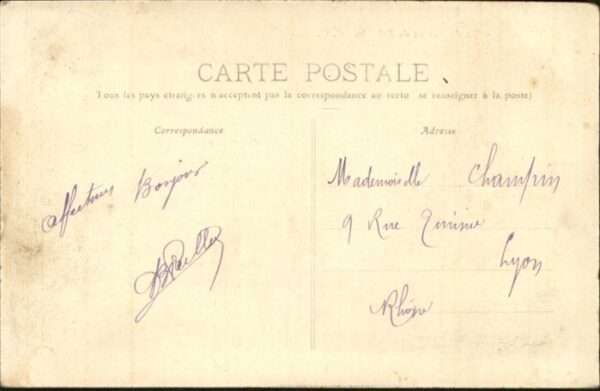 CARTE POSTALE
Tous les pays étrangers n'acceptent pas la correspondance au recto (se renseigner à la poste)
Correspondance
Adresse
Affectueux Bonjour
Mademoiselle Champin
9 Rue
Lyon
Rhône